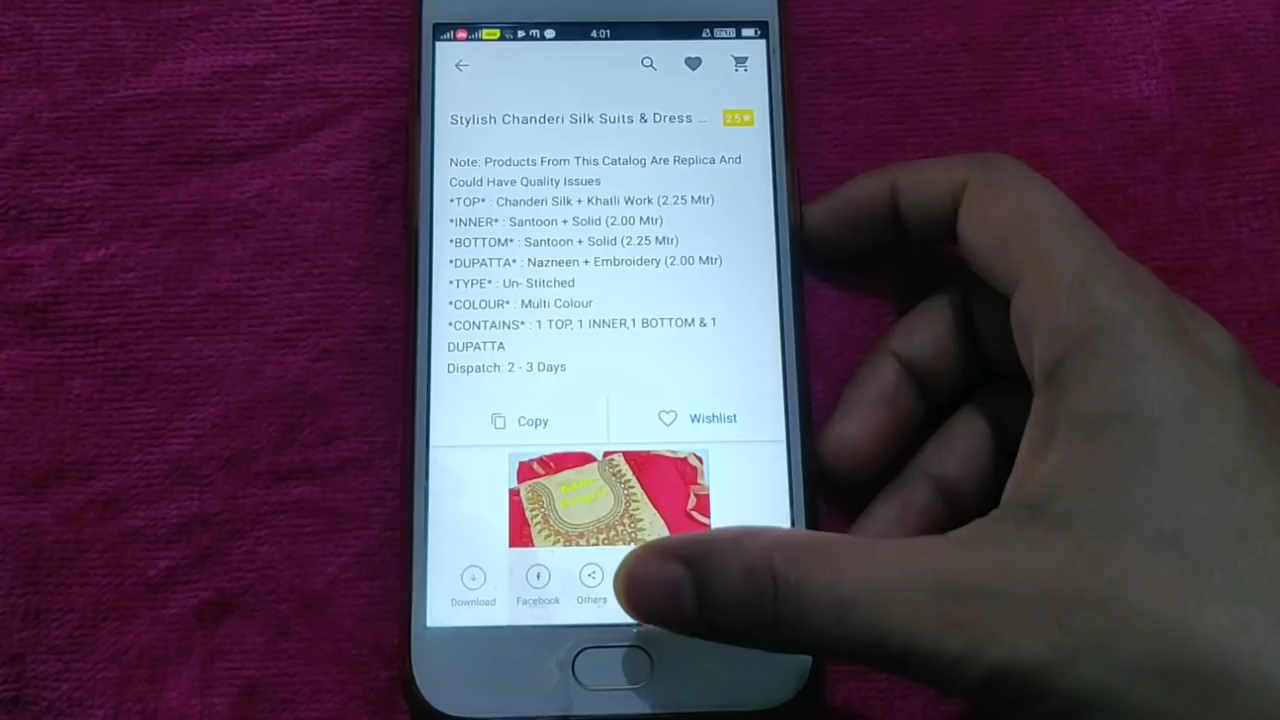 4:01
VoLTE
Stylish Chanderi Silk Suits & Dress ...
2.5★
Note: Products From This Catalog Are Replica And
Could Have Quality Issues
*TOP* : Chanderi Silk + Khatli Work (2.25 Mtr)
*INNER* : Santoon + Solid (2.00 Mtr)
*BOTTOM* : Santoon + Solid (2.25 Mtr)
*DUPATTA* : Nazneen + Embroidery (2.00 Mtr)
*TYPE* : Un- Stitched
*COLOUR* : Multi Colour
*CONTAINS* : 1 TOP, 1 INNER,1 BOTTOM & 1
DUPATTA
Dispatch: 2 - 3 Days
Copy
Wishlist
Download
Facebook
Others